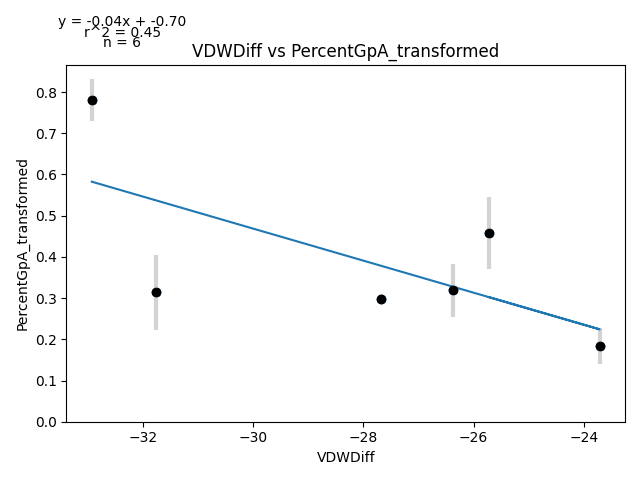 y = -0.04x + -0.70
r^2 = 0.45
n = 6
VDWDiff vs PercentGpA_transformed
PercentGpA_transformed
0.8
0.7
0.6
0.5
0.4
0.3
0.2
0.1
0.0
−32
−30
−28
−26
−24
VDWDiff